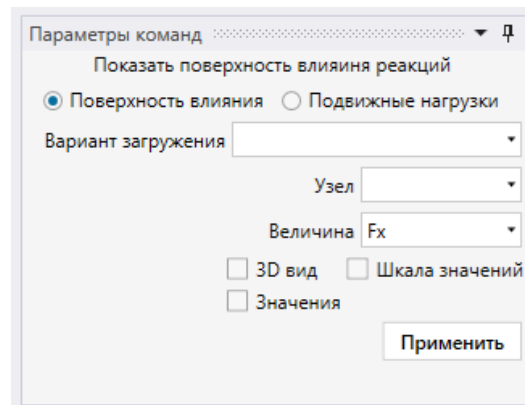 Параметры команд
Показать поверхность влияиня реакций
Поверхность влияния Подвижные нагрузки
Вариант загружения
Узел
Величина Fx
3D вид Шкала значений
Значения
Применить